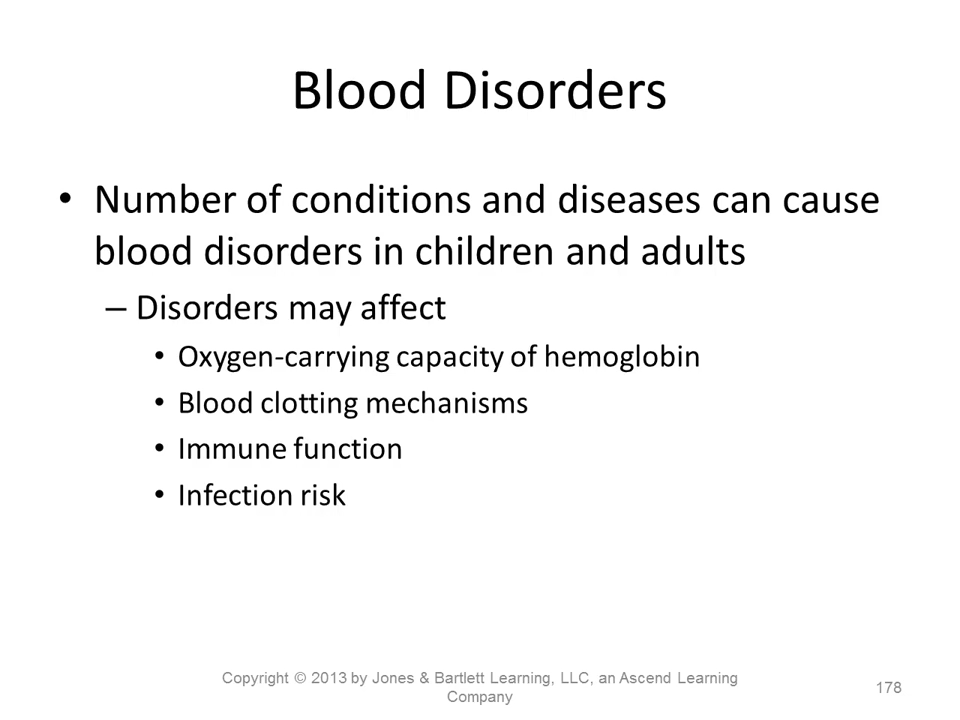 Blood Disorders
• Number of conditions and diseases can cause
blood disorders in children and adults
– Disorders may affect
• Oxygen-carrying capacity of hemoglobin
• Blood clotting mechanisms
• Immune function
• Infection risk
Copyright © 2013 by Jones & Bartlett Learning, LLC, an Ascend Learning
Company
178